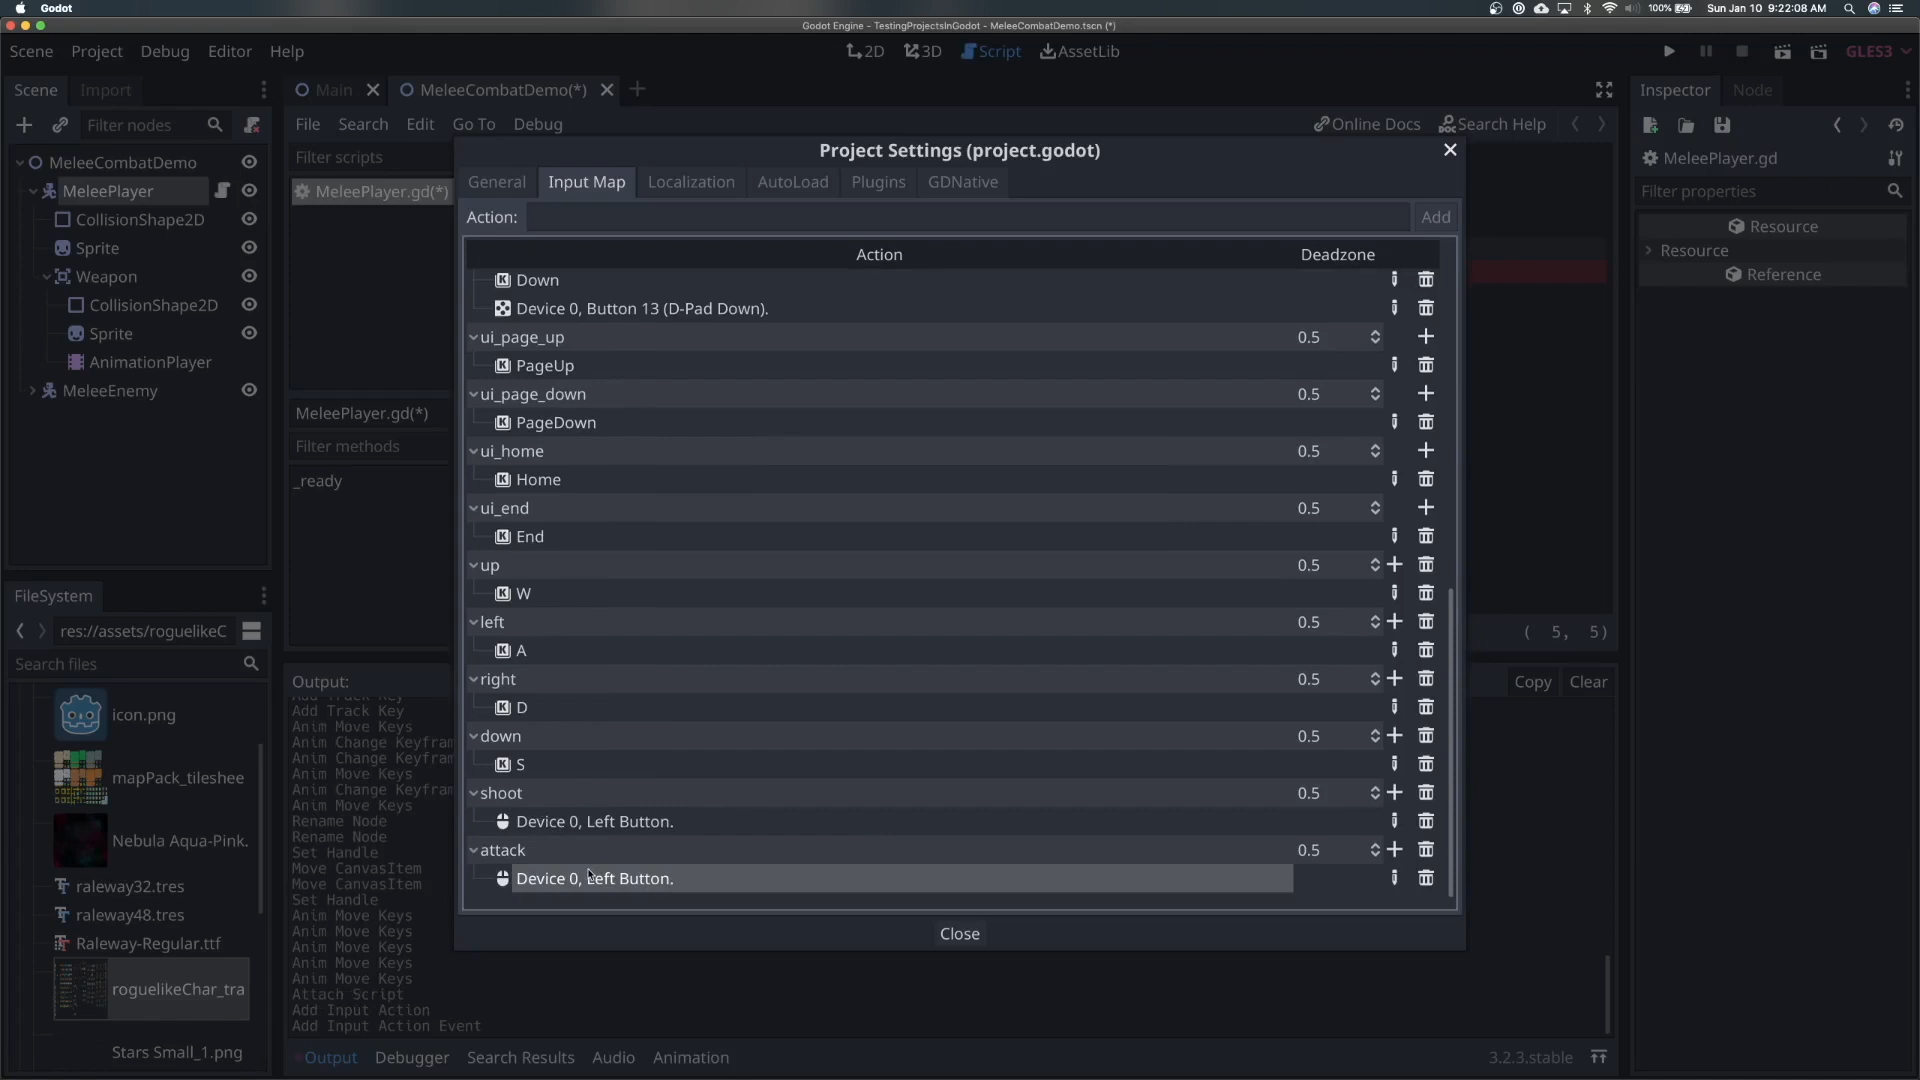 Godot
100%
Sun Jan 10 9:22:08 AM
Godot Engine - TestingProjectsInGodot - MeleeCombatDemo.tscn (*)
Scene Project Debug Editor Help
2D 3D Script AssetLib
GLES3
Scene Import
Main
MeleeCombatDemo(*)
Inspector Node
Filter nodes
File Search Edit Go To Debug
Online Docs Search Help
MeleeCombatDemo
MeleePlayer
CollisionShape2D
Sprite
Weapon
CollisionShape2D
Sprite
AnimationPlayer
MeleeEnemy
Filter scripts
MeleePlayer.gd(*)
MeleePlayer.gd(*)
Filter methods
_ready
Project Settings (project.godot)
General Input Map Localization AutoLoad Plugins GDNative
Action: Add
Action Deadzone
Down
Device 0, Button 13 (D-Pad Down).
ui_page_up 0.5
PageUp
ui_page_down 0.5
PageDown
ui_home 0.5
Home
ui_end 0.5
End
up 0.5
W
left 0.5
A
right 0.5
D
down 0.5
S
shoot 0.5
Device 0, Left Button.
attack 0.5
Device 0, Left Button.
Close
MeleePlayer.gd
Filter properties
Resource
Resource
Reference
( 5, 5)
FileSystem
res://assets/roguelikeC
Search files
icon.png
mapPack_tileshee
Nebula Aqua-Pink.
raleway32.tres
raleway48.tres
Raleway-Regular.ttf
roguelikeChar_tra
Stars Small_1.png
Output:
Copy Clear
Add Track Key
Add Track Key
Anim Move Keys
Anim Change Keyfram
Anim Change Keyfram
Anim Move Keys
Anim Change Keyfram
Anim Move Keys
Rename Node
Rename Node
Set Handle
Move CanvasItem
Move CanvasItem
Set Handle
Anim Move Keys
Anim Move Keys
Anim Move Keys
Anim Move Keys
Anim Move Keys
Attach Script
Add Input Action
Add Input Action Event
Output Debugger Search Results Audio Animation
3.2.3.stable